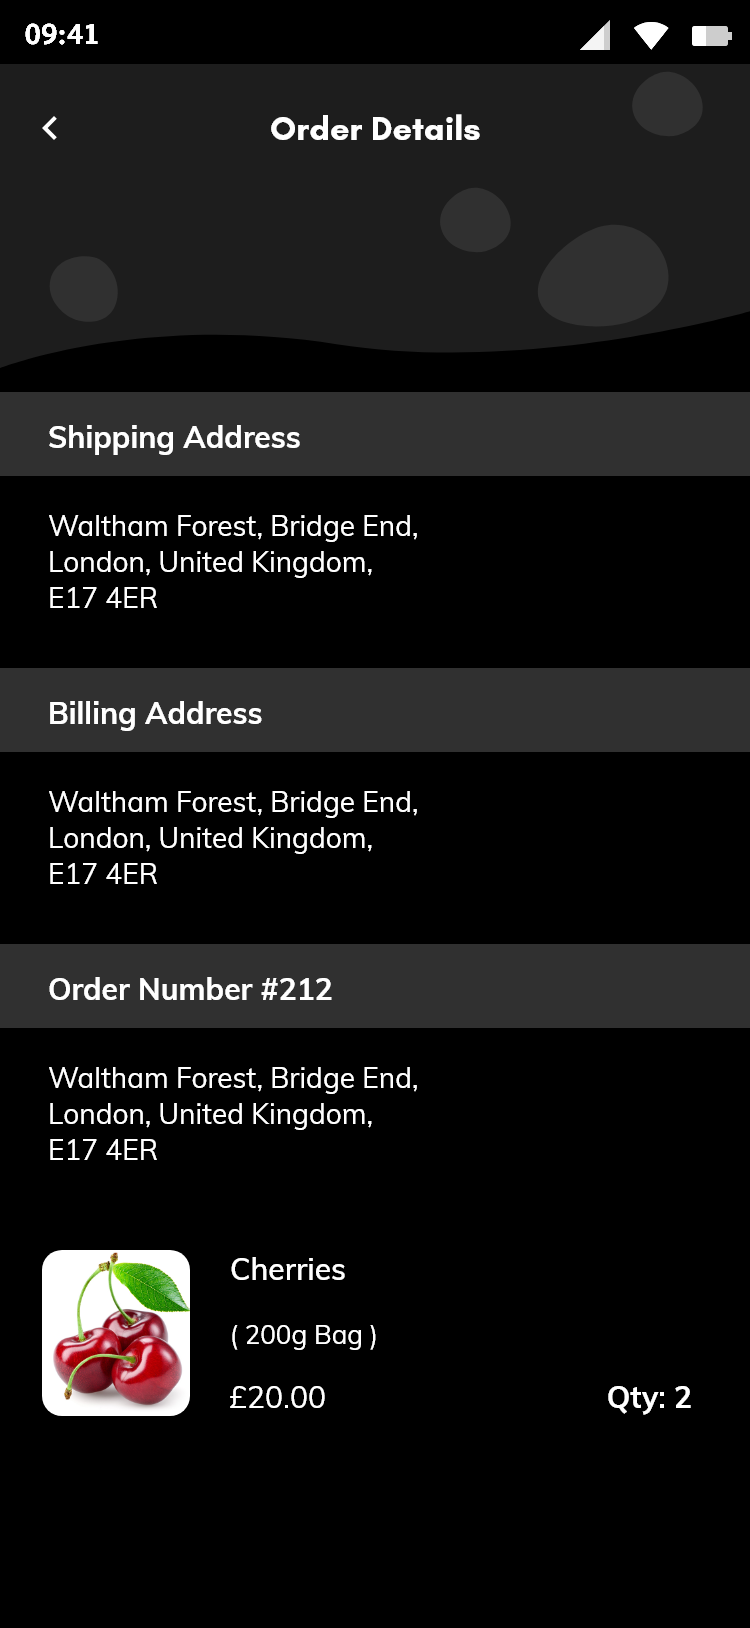 09:41
Order Details
Shipping Address
Waltham Forest, Bridge End,
London, United Kingdom,
E17 4ER
Billing Address
Waltham Forest, Bridge End,
London, United Kingdom,
E17 4ER
Order Number #212
Waltham Forest, Bridge End,
London, United Kingdom,
E17 4ER
Cherries
( 200g Bag )
£20.00 Qty: 2